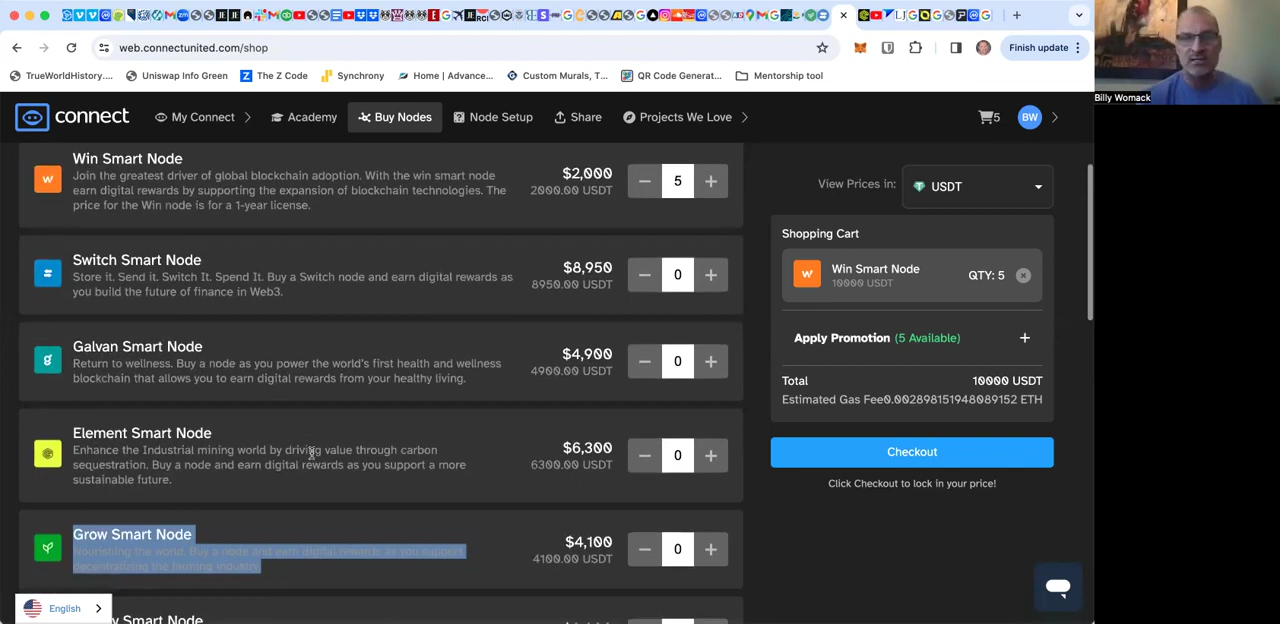 Finish update
web.connectunited.com/shop
TrueWorldHistory....
Uniswap Info Green
The Z Code
Synchrony
Home | Advance...
Custom Murals, T...
QR Code Generat...
Mentorship tool
Billy Womack
connect
My Connect
Academy
Buy Nodes
Node Setup
Share
Projects We Love
5
BW
Win Smart Node
Join the greatest driver of global blockchain adoption. With the win smart node
earn digital rewards by supporting the expansion of blockchain technologies. The
price for the Win node is for a 1-year license.
$2,000
2000.00 USDT
5
Switch Smart Node
Store it. Send it. Switch It. Spend It. Buy a Switch node and earn digital rewards as
you build the future of finance in Web3.
$8,950
8950.00 USDT
0
Galvan Smart Node
Return to wellness. Buy a node as you power the world's first health and wellness
blockchain that allows you to earn digital rewards from your healthy living.
$4,900
4900.00 USDT
0
Element Smart Node
Enhance the Industrial mining world by driving value through carbon
sequestration. Buy a node and earn digital rewards as you support a more
sustainable future.
$6,300
6300.00 USDT
0
Grow Smart Node
Nourishing the world. Buy a node and earn digital rewards as you support
decentralizing the farming industry.
$4,100
4100.00 USDT
0
Smart Node
English
View Prices in:
USDT
Shopping Cart
Win Smart Node
10000 USDT
QTY: 5
Apply Promotion (5 Available)
Total
10000 USDT
Estimated Gas Fee0.002898151948089152 ETH
Checkout
Click Checkout to lock in your price!